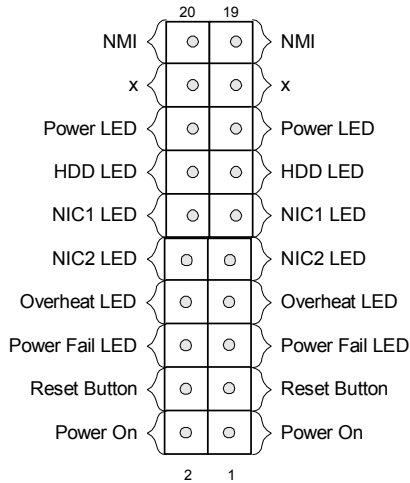 20 19
NMI NMI
x x
Power LED Power LED
HDD LED HDD LED
NIC1 LED NIC1 LED
NIC2 LED NIC2 LED
Overheat LED Overheat LED
Power Fail LED Power Fail LED
Reset Button Reset Button
Power On Power On
2 1